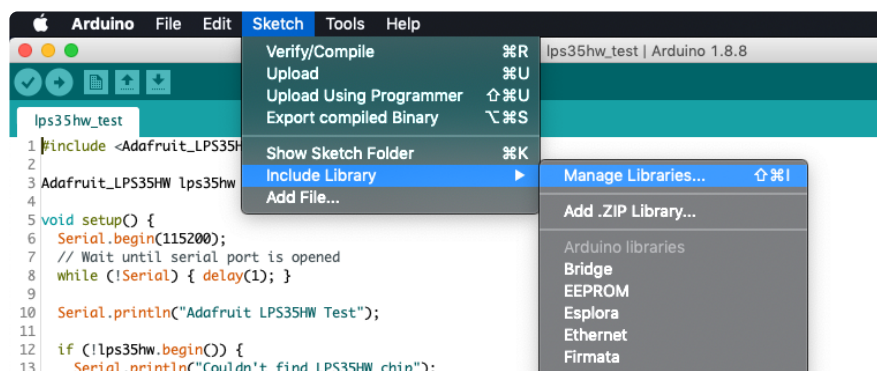 Arduino File Edit Sketch Tools Help
lps35hw_test | Arduino 1.8.8
Verify/Compile ⌘R
Upload ⌘U
Upload Using Programmer ⇧⌘U
Export compiled Binary ⌥⌘S
Show Sketch Folder ⌘K
Include Library ▶
Add File...
Manage Libraries... ⇧⌘I
Add .ZIP Library...
Arduino libraries
Bridge
EEPROM
Esplora
Ethernet
Firmata
lps35hw_test
1 #include <Adafruit_LPS35H
2
3 Adafruit_LPS35HW lps35hw
4
5 void setup() {
6 Serial.begin(115200);
7 // Wait until serial port is opened
8 while (!Serial) { delay(1); }
9
10 Serial.println("Adafruit LPS35HW Test");
11
12 if (!lps35hw.begin()) {
13 Serial.println("Couldn't find LPS35HW chip");